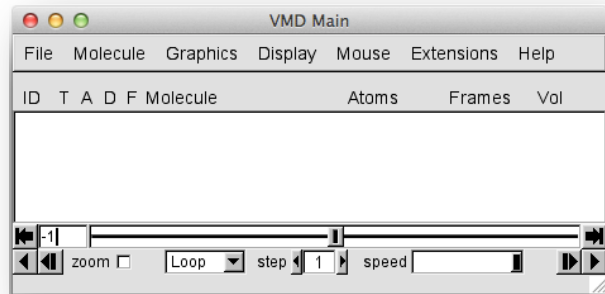 VMD Main
File Molecule Graphics Display Mouse Extensions Help
ID T A D F Molecule Atoms Frames Vol
-1
zoom Loop step 1 speed